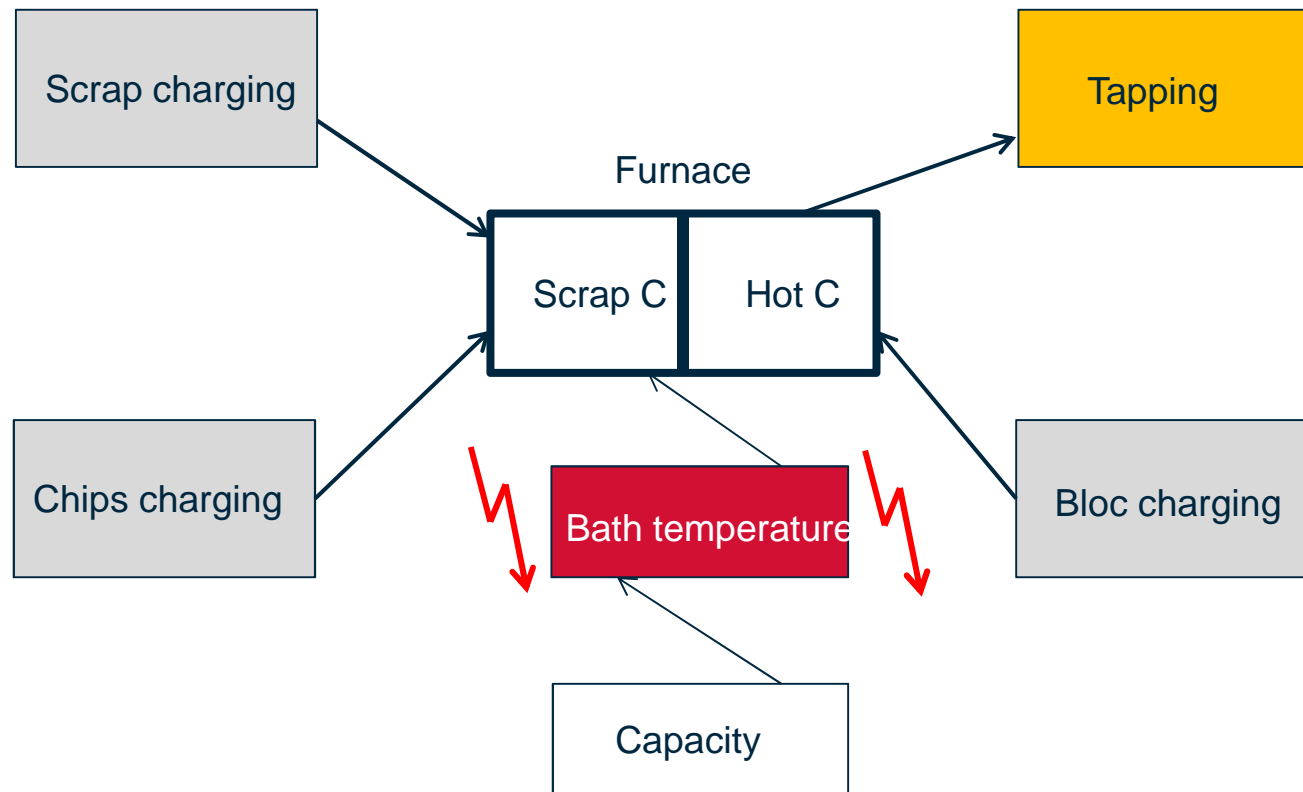 Scrap charging
Tapping
Furnace
Scrap C
Hot C
Chips charging
Bath temperature
Bloc charging
Capacity